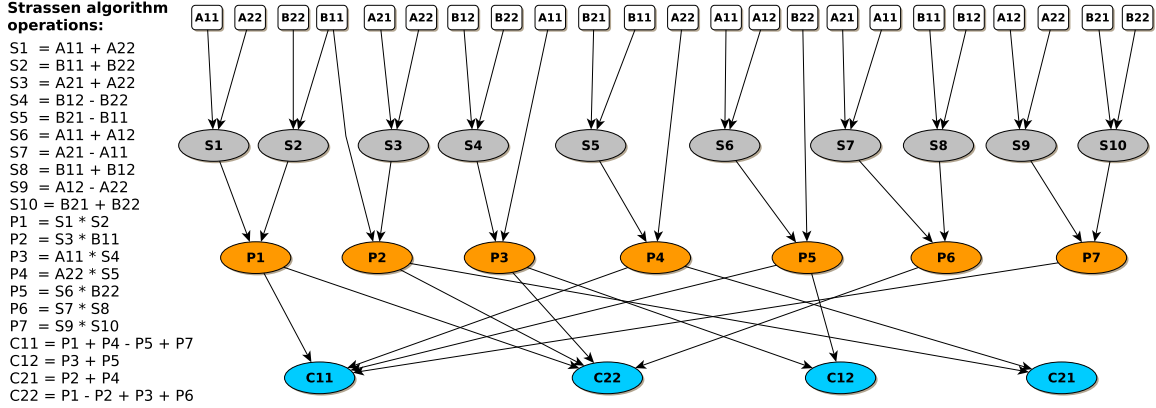 Strassen algorithm
operations:
S1 = A11 + A22
S2 = B11 + B22
S3 = A21 + A22
S4 = B12 - B22
S5 = B21 - B11
S6 = A11 + A12
S7 = A21 - A11
S8 = B11 + B12
S9 = A12 - A22
S10 = B21 + B22
P1 = S1 * S2
P2 = S3 * B11
P3 = A11 * S4
P4 = A22 * S5
P5 = S6 * B22
P6 = S7 * S8
P7 = S9 * S10
C11 = P1 + P4 - P5 + P7
C12 = P3 + P5
C21 = P2 + P4
C22 = P1 - P2 + P3 + P6
A11 A22 B22 B11 A21 A22 B12 B22 A11 B21 B11 A22 A11 A12 B22 A21 A11 B11 B12 A12 A22 B21 B22
S1 S2 S3 S4 S5 S6 S7 S8 S9 S10
P1 P2 P3 P4 P5 P6 P7
C11 C22 C12 C21